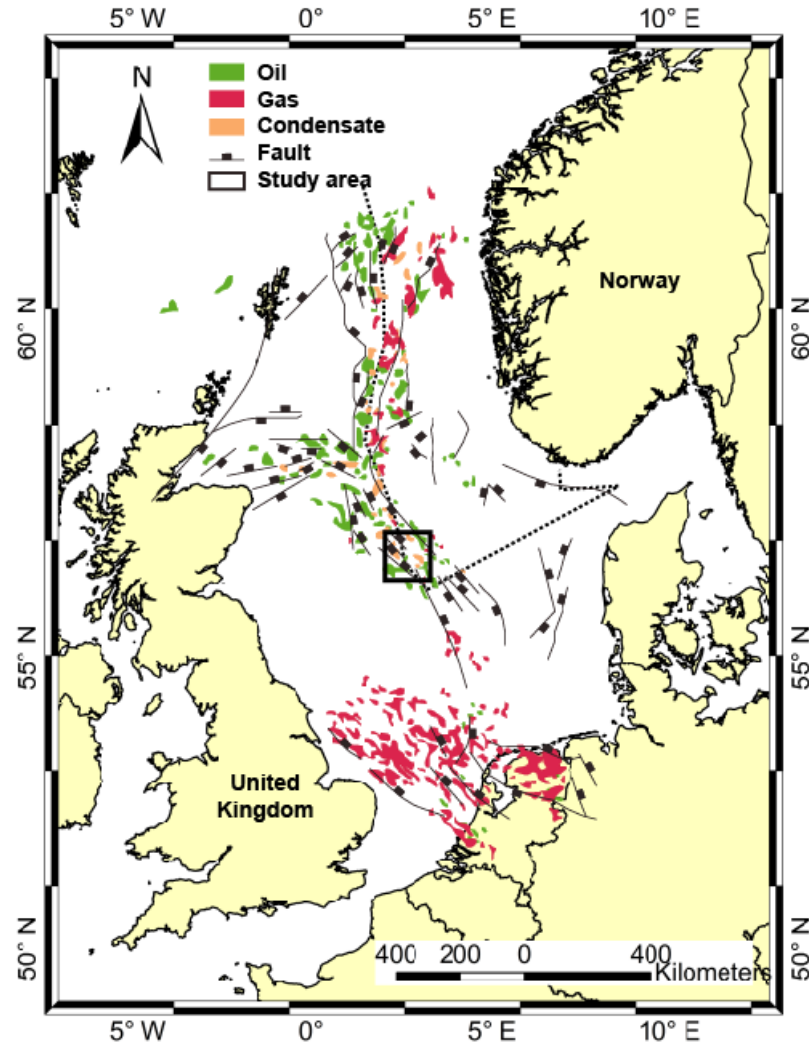 5° W 0° 5° E 10° E
N
Oil
Gas
Condensate
Fault
Study area
Norway
60° N
60° N
55° N
55° N
United
Kingdom
50° N
50° N
400 200 0 400
Kilometers
5° W 0° 5° E 10° E